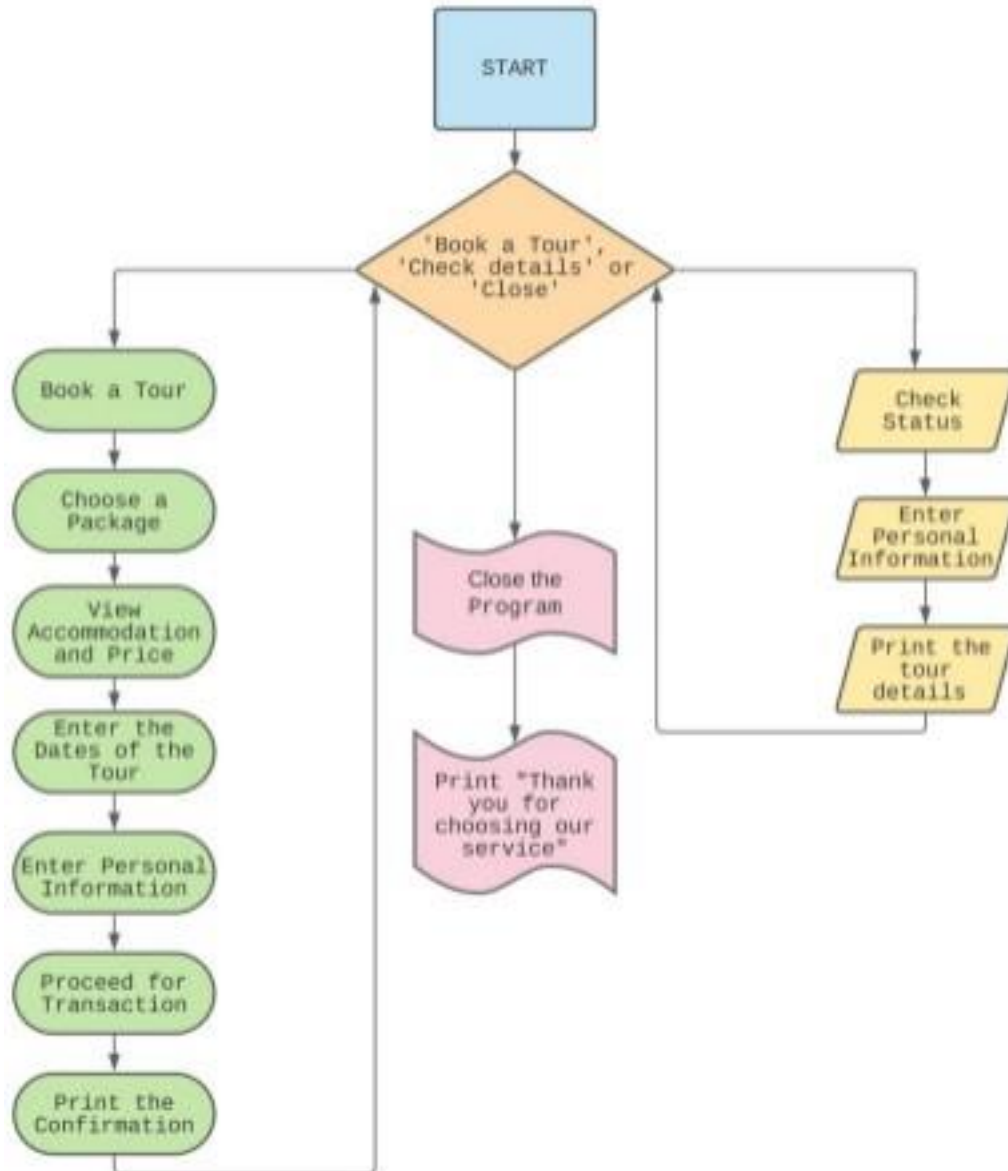 START
'Book a Tour',
'Check details' or
'Close'
Book a Tour
Choose a
Package
View
Accommodation
and Price
Enter the
Dates of the
Tour
Enter Personal
Information
Proceed for
Transaction
Print the
Confirmation
Close the
Program
Print "Thank
you for
choosing our
service"
Check
Status
Enter
Personal
Information
Print the
tour
details